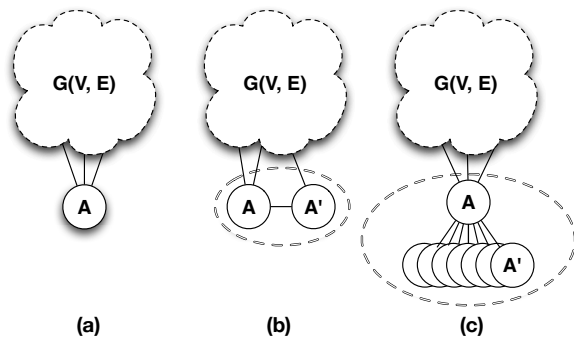 G(V, E) G(V, E) G(V, E)
A A A' A
A'
(a) (b) (c)